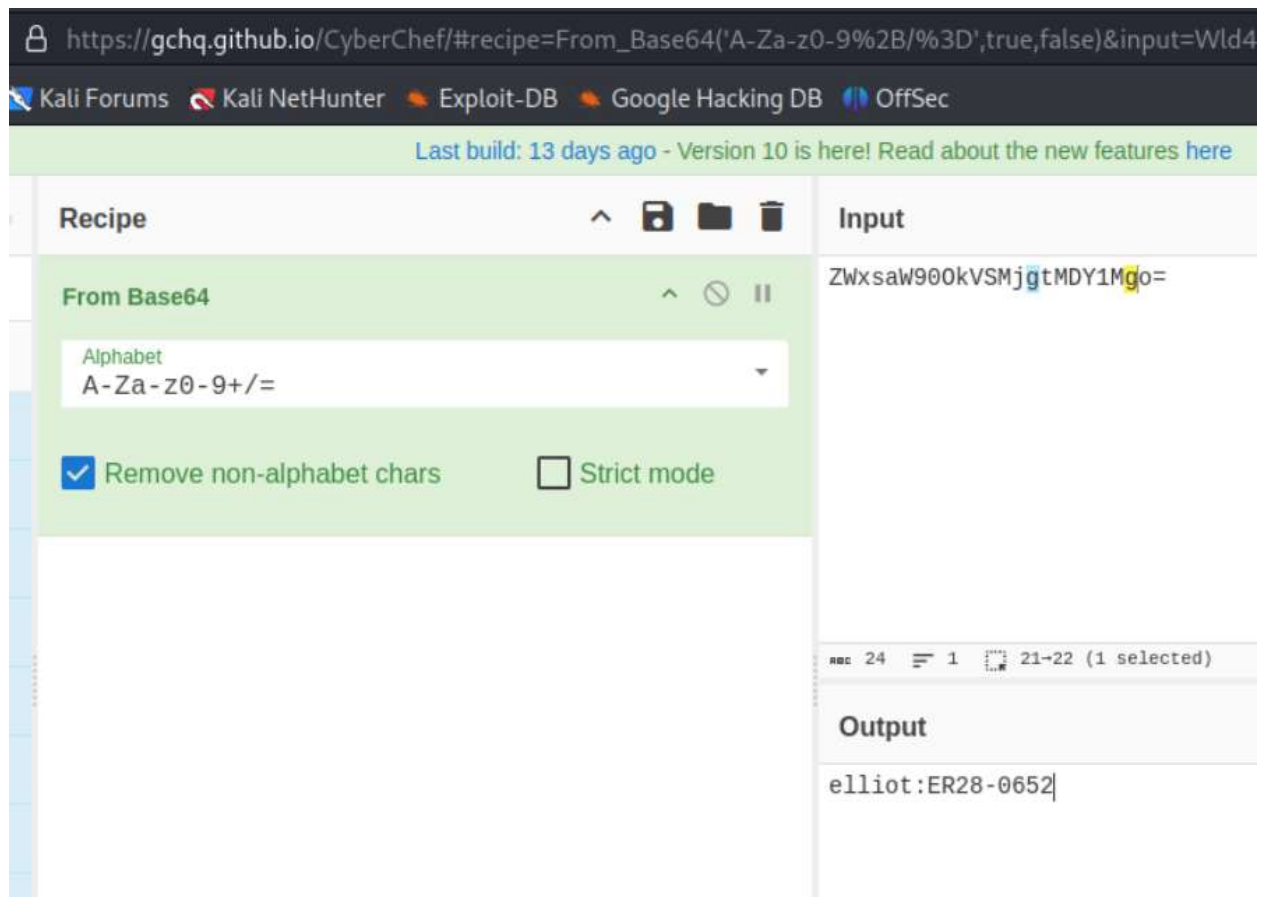 https://gchq.github.io/CyberChef/#recipe=From_Base64('A-Za-z0-9%2B/%3D',true,false)&input=Wld4
Kali Forums Kali NetHunter Exploit-DB Google Hacking DB OffSec
Last build: 13 days ago - Version 10 is here! Read about the new features here
Recipe
Input
From Base64
ZWxsaW90OkVSMjgtMDY1Mgo=
Alphabet
A-Za-z0-9+/=
Remove non-alphabet chars
Strict mode
ABC 24 1 21→22 (1 selected)
Output
elliot:ER28-0652